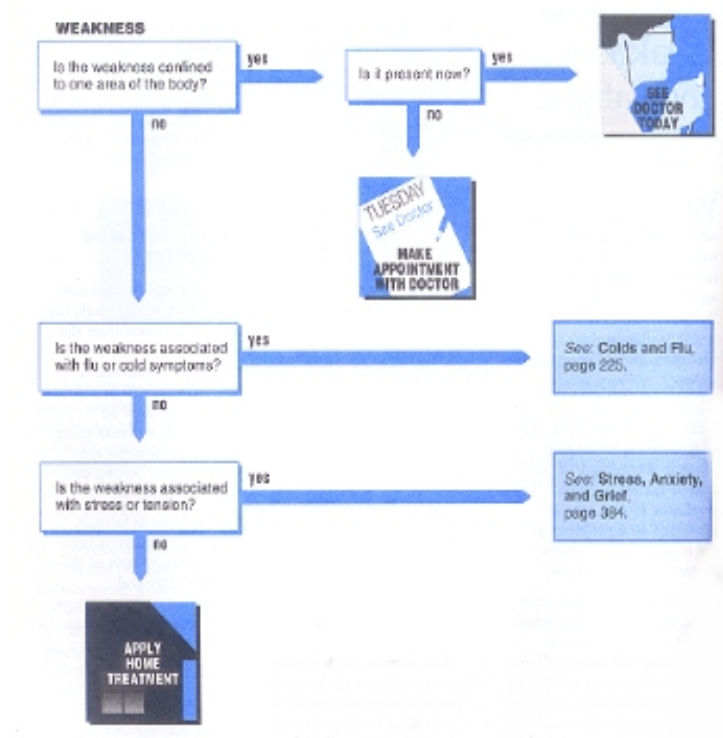 WEAKNESS
Is the weakness confined
to one area of the body?
yes
Is it present now?
yes
SEE
DOCTOR
TODAY
no
no
TUESDAY
See Doctor
MAKE
APPOINTMENT
WITH DOCTOR
Is the weakness associated
with flu or cold symptoms?
yes
See: Colds and Flu,
page 225.
no
Is the weakness associated
with stress or tension?
yes
See: Stress, Anxiety,
and Grief,
page 384.
no
APPLY
HOME
TREATMENT